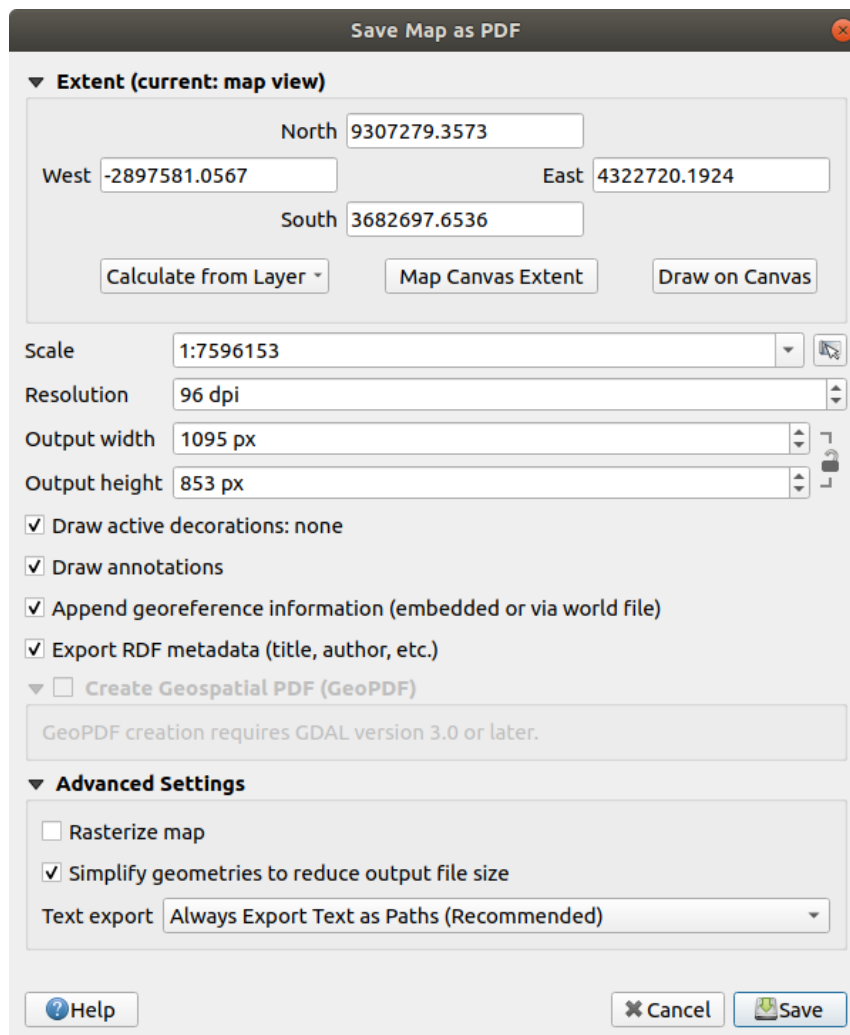 Save Map as PDF
Extent (current: map view)
North 9307279.3573
West -2897581.0567 East 4322720.1924
South 3682697.6536
Calculate from Layer Map Canvas Extent Draw on Canvas
Scale 1:7596153
Resolution 96 dpi
Output width 1095 px
Output height 853 px
Draw active decorations: none
Draw annotations
Append georeference information (embedded or via world file)
Export RDF metadata (title, author, etc.)
Create Geospatial PDF (GeoPDF)
GeoPDF creation requires GDAL version 3.0 or later.
Advanced Settings
Rasterize map
Simplify geometries to reduce output file size
Text export Always Export Text as Paths (Recommended)
Help Cancel Save